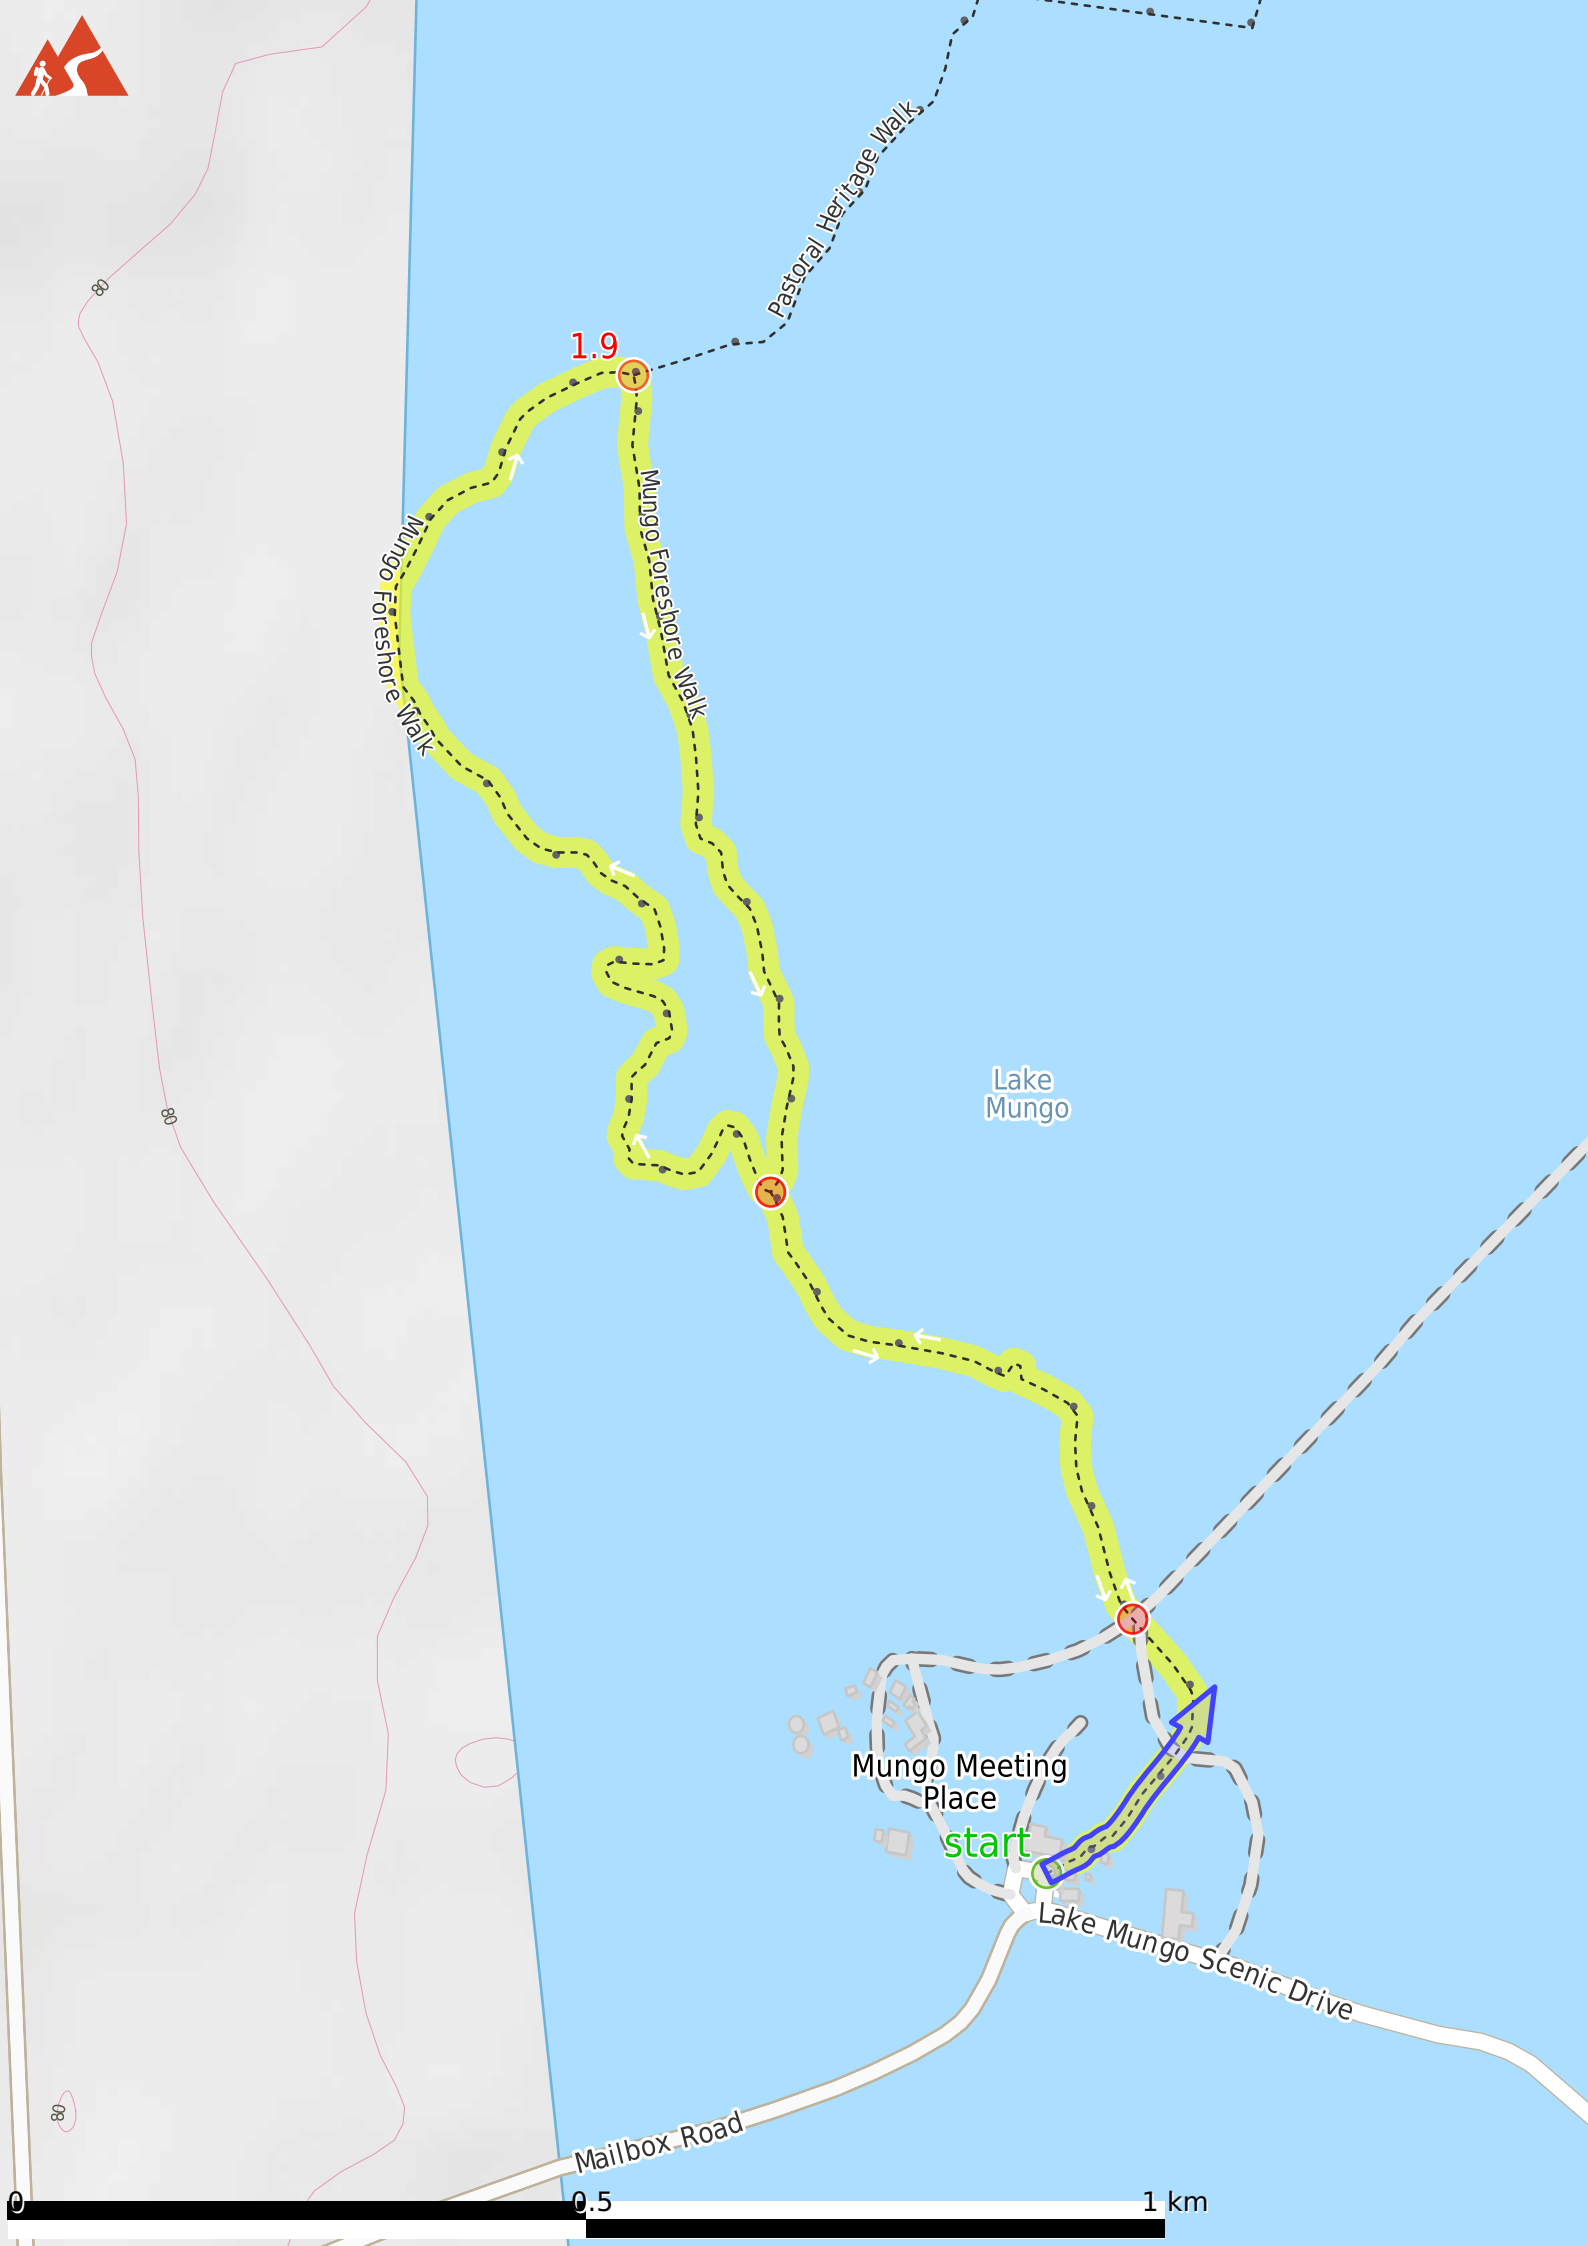 Pastoral Heritage Walk
80
1.9
Mungo Foreshore Walk
Mungo Foreshore Walk
Lake
Mungo
80
Mungo Meeting
Place
start
Lake Mungo Scenic Drive
80
Mailbox Road
0
0.5
1 km